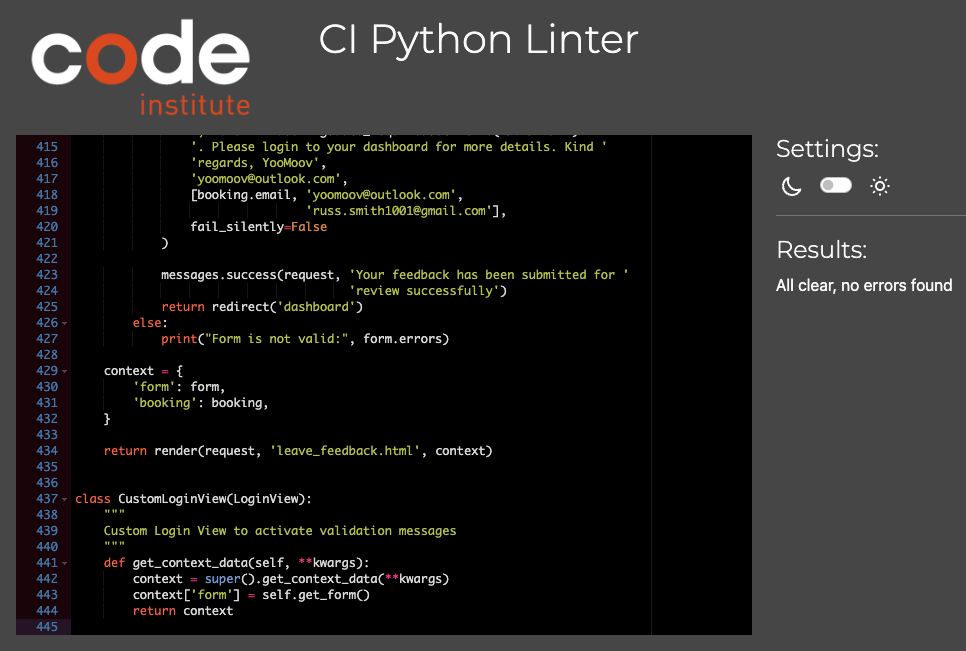 code
institute
CI Python Linter
415 '. Please login to your dashboard for more details. Kind '
416 'regards, YooMoov',
417 'yoomoov@outlook.com',
418 [booking.email, 'yoomoov@outlook.com',
419 'russ.smith1001@gmail.com'],
420 fail_silently=False
421 )
422
423 messages.success(request, 'Your feedback has been submitted for '
424 'review successfully')
425 return redirect('dashboard')
426 else:
427 print("Form is not valid:", form.errors)
428
429 context = {
430 'form': form,
431 'booking': booking,
432 }
433
434 return render(request, 'leave_feedback.html', context)
435
436
437 class CustomLoginView(LoginView):
438 """
439 Custom Login View to activate validation messages
440 """
441 def get_context_data(self, **kwargs):
442 context = super().get_context_data(**kwargs)
443 context['form'] = self.get_form()
444 return context
445
Settings:
Results:
All clear, no errors found